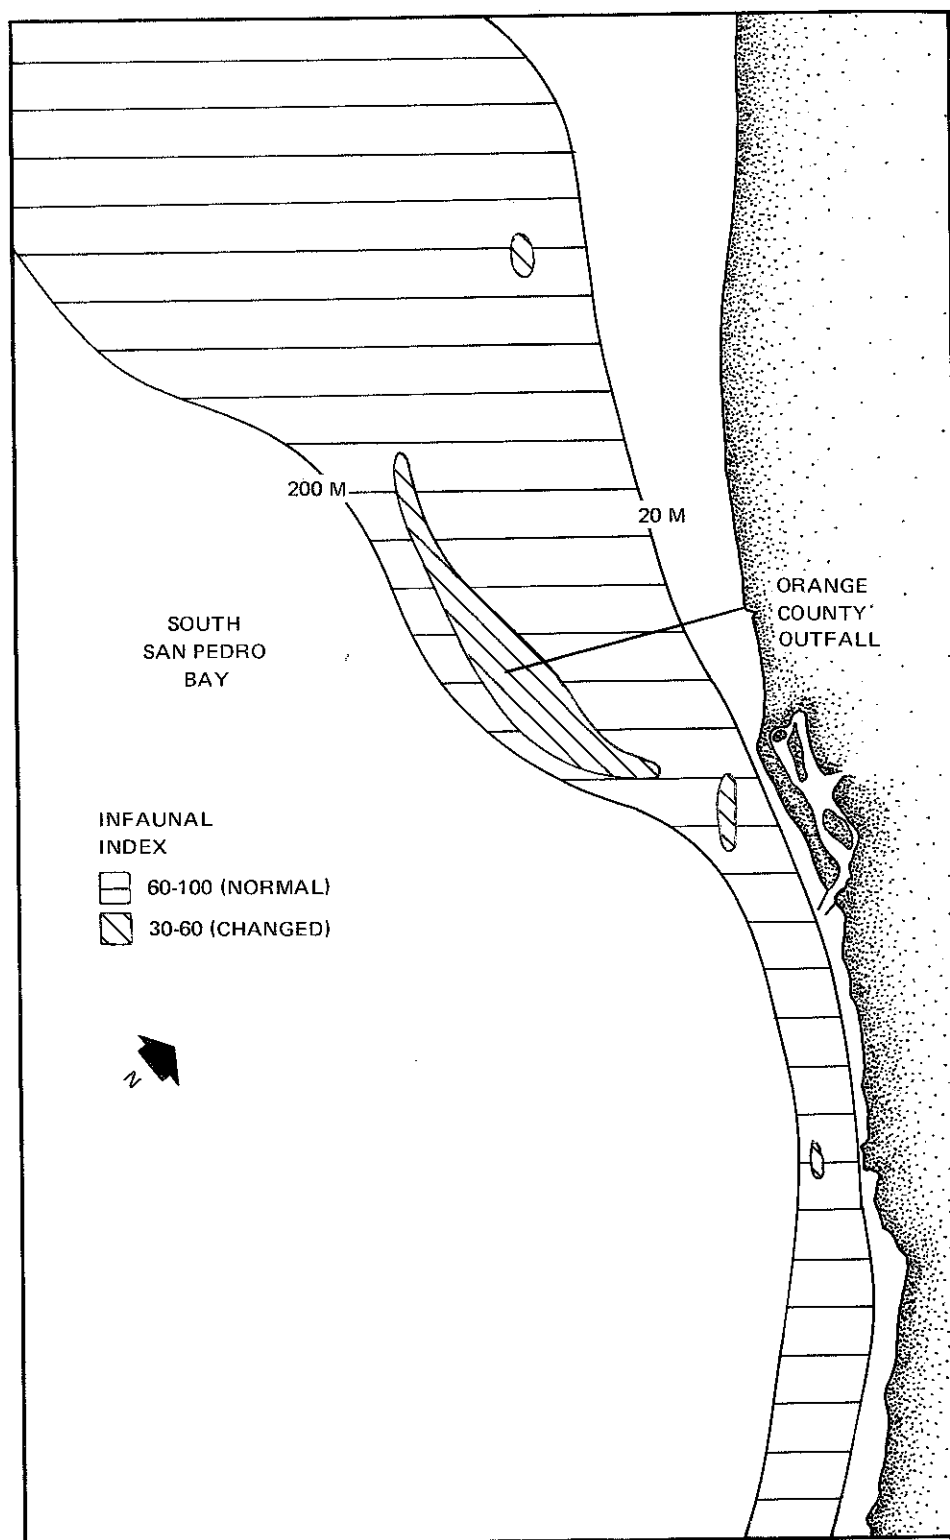 200 M
20 M
ORANGE
COUNTY
OUTFALL
SOUTH
SAN PEDRO
BAY
INFAUNAL
INDEX
60-100 (NORMAL)
30-60 (CHANGED)
N